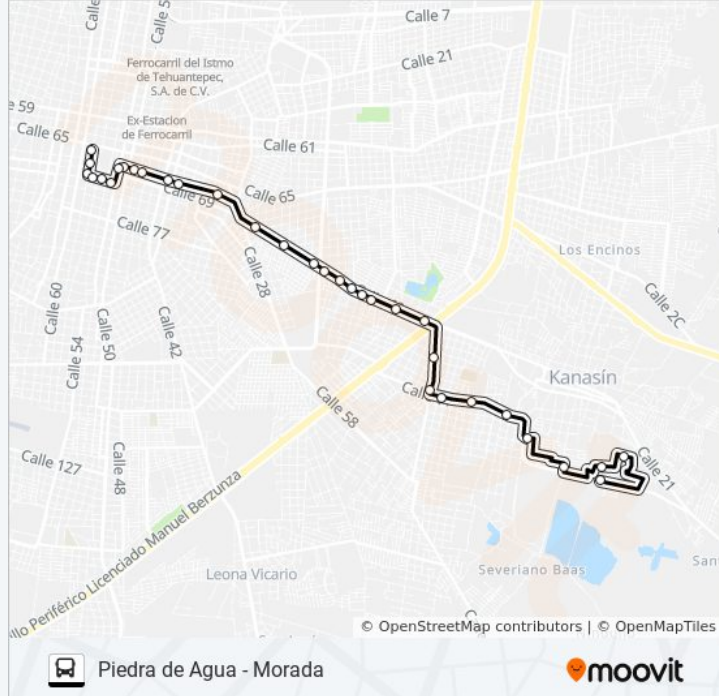 Calle 7
Calle 21
Ferrocarril del Istmo
de Tehuantepec,
S.A. de C.V.
Ex-Estacion
de Ferrocarril
Calle 65
Calle 61
Calle 69
Calle 65
Calle 77
Calle 28
Los Encinos
Calle 2C
Calle 60
Calle 54
Calle 50
Calle 42
Kanasín
Calle 58
Calle 21
Calle 127
Calle 48
Periférico Licenciado Manuel Berzunza
Leona Vicario
Severiano Baas
© OpenStreetMap contributors | © OpenMapTiles
Piedra de Agua - Morada
moovit